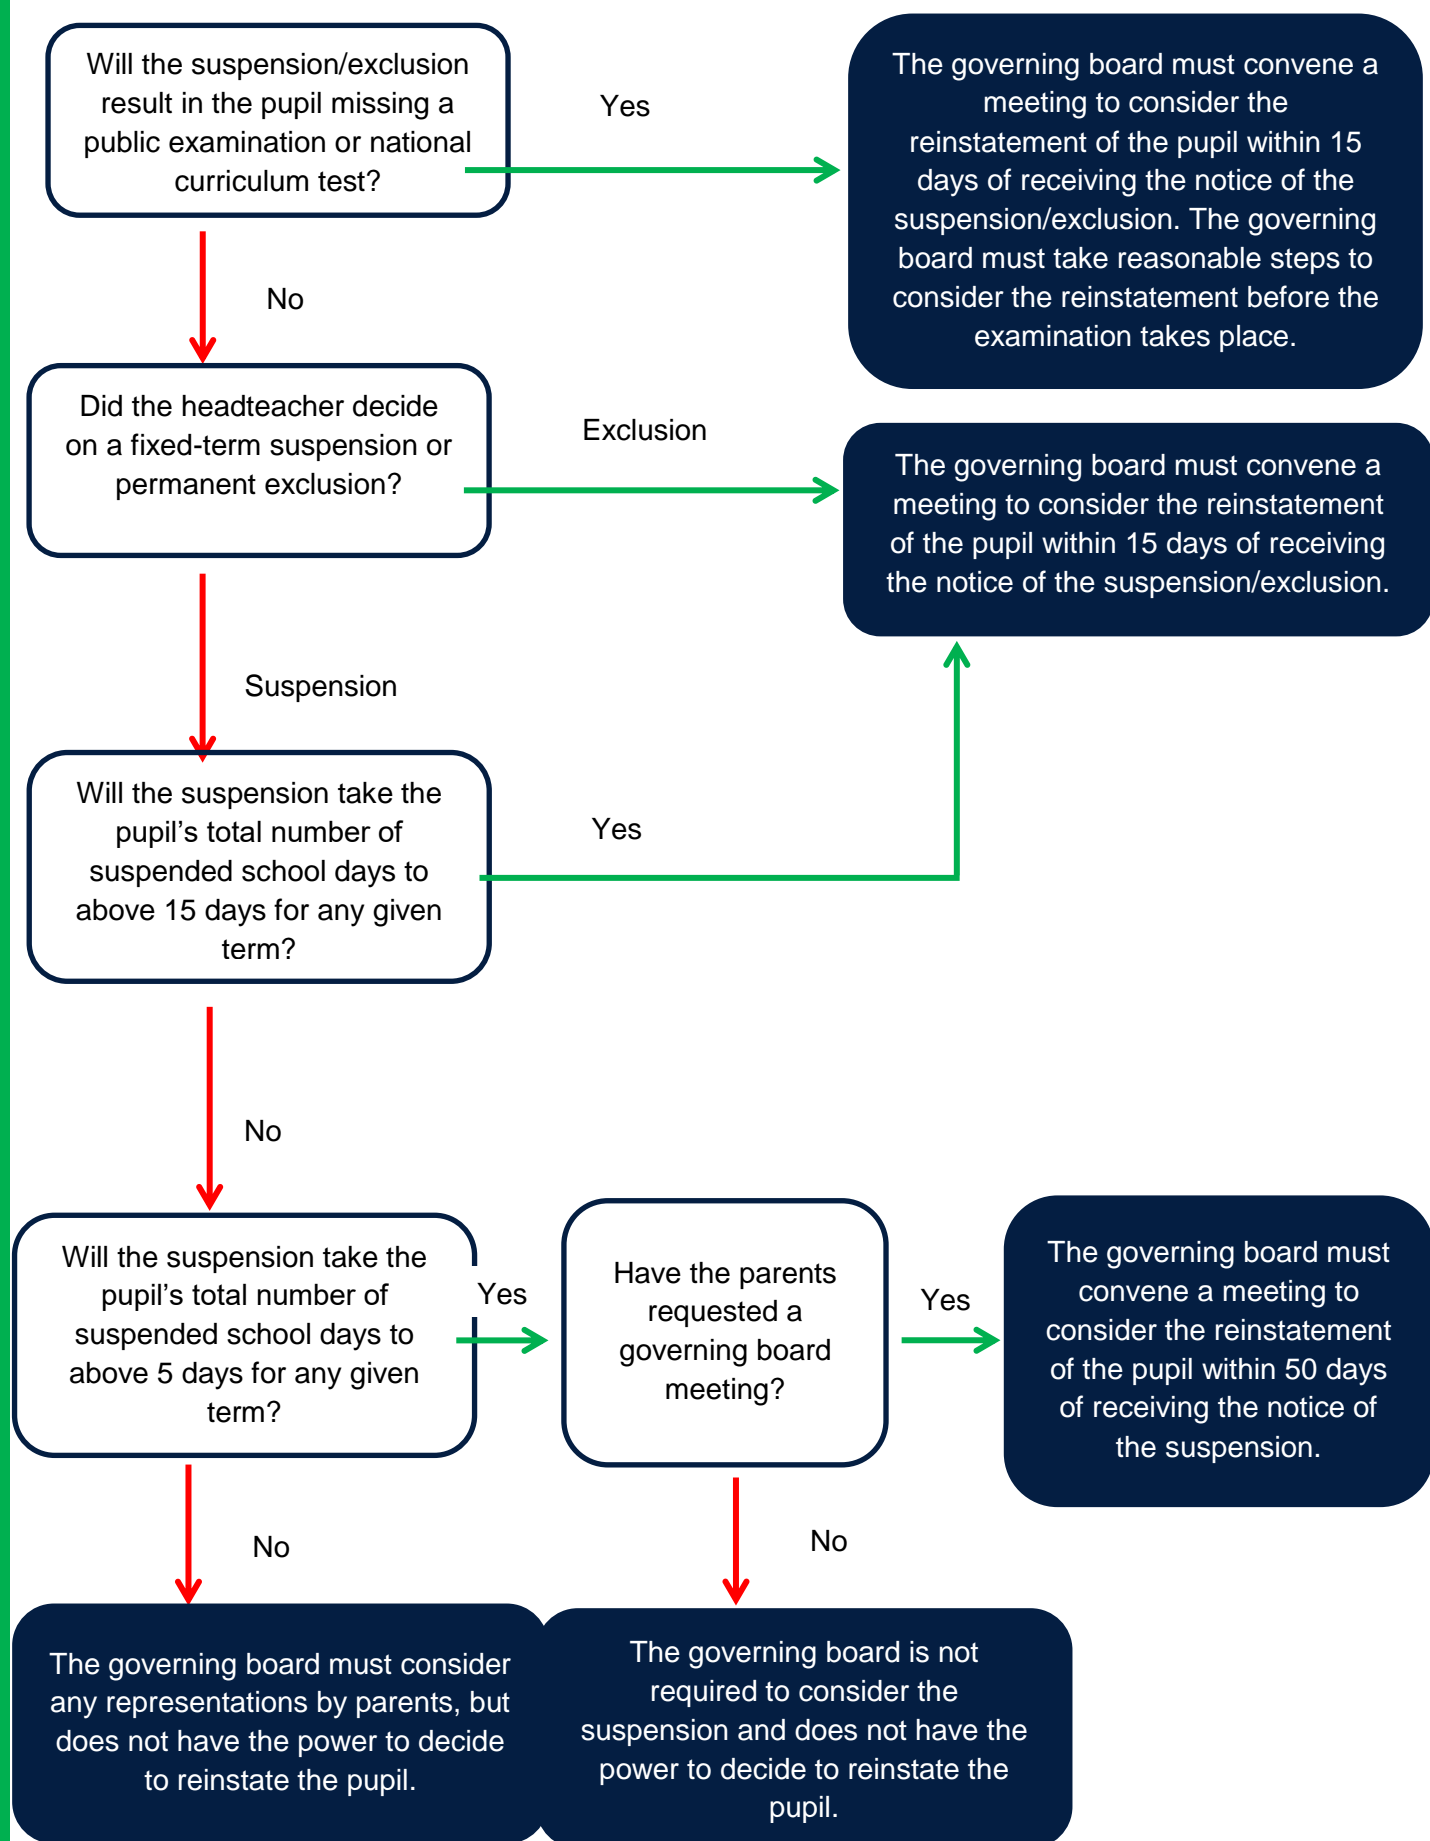 Will the suspension/exclusion
result in the pupil missing a
public examination or national
curriculum test?
Yes
The governing board must convene a
meeting to consider the
reinstatement of the pupil within 15
days of receiving the notice of the
suspension/exclusion. The governing
board must take reasonable steps to
consider the reinstatement before the
examination takes place.
No
Did the headteacher decide
on a fixed-term suspension or
permanent exclusion?
Exclusion
The governing board must convene a
meeting to consider the reinstatement
of the pupil within 15 days of receiving
the notice of the suspension/exclusion.
Suspension
Will the suspension take the
pupil’s total number of
suspended school days to
above 15 days for any given
term?
Yes
No
Will the suspension take the
pupil’s total number of
suspended school days to
above 5 days for any given
term?
Yes
Have the parents
requested a
governing board
meeting?
Yes
The governing board must
convene a meeting to
consider the reinstatement
of the pupil within 50 days
of receiving the notice of
the suspension.
No
No
The governing board must consider
any representations by parents, but
does not have the power to decide
to reinstate the pupil.
The governing board is not
required to consider the
suspension and does not have the
power to decide to reinstate the
pupil.